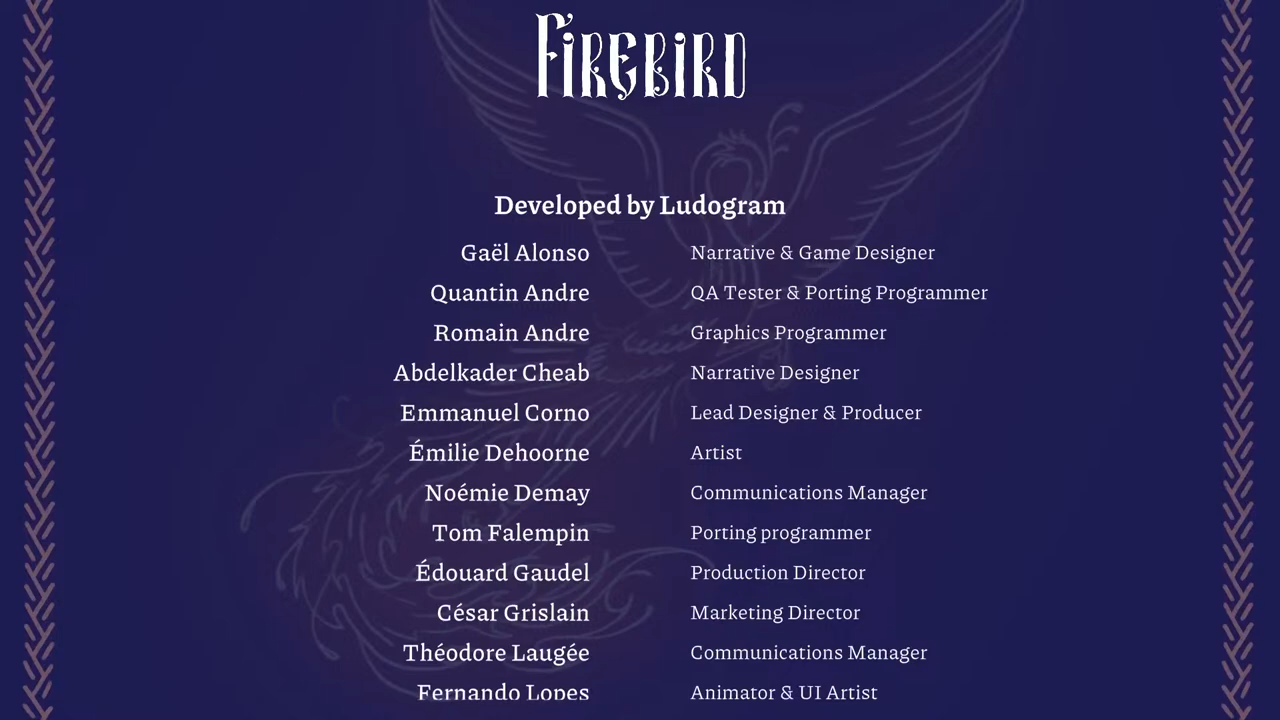 FiREBiRD
Developed by Ludogram
Gaël Alonso Narrative & Game Designer
Quantin Andre QA Tester & Porting Programmer
Romain Andre Graphics Programmer
Abdelkader Cheab Narrative Designer
Emmanuel Corno Lead Designer & Producer
Émilie Dehoorne Artist
Noémie Demay Communications Manager
Tom Falempin Porting programmer
Édouard Gaudel Production Director
César Grislain Marketing Director
Théodore Laugée Communications Manager
Fernando Lopes Animator & UI Artist